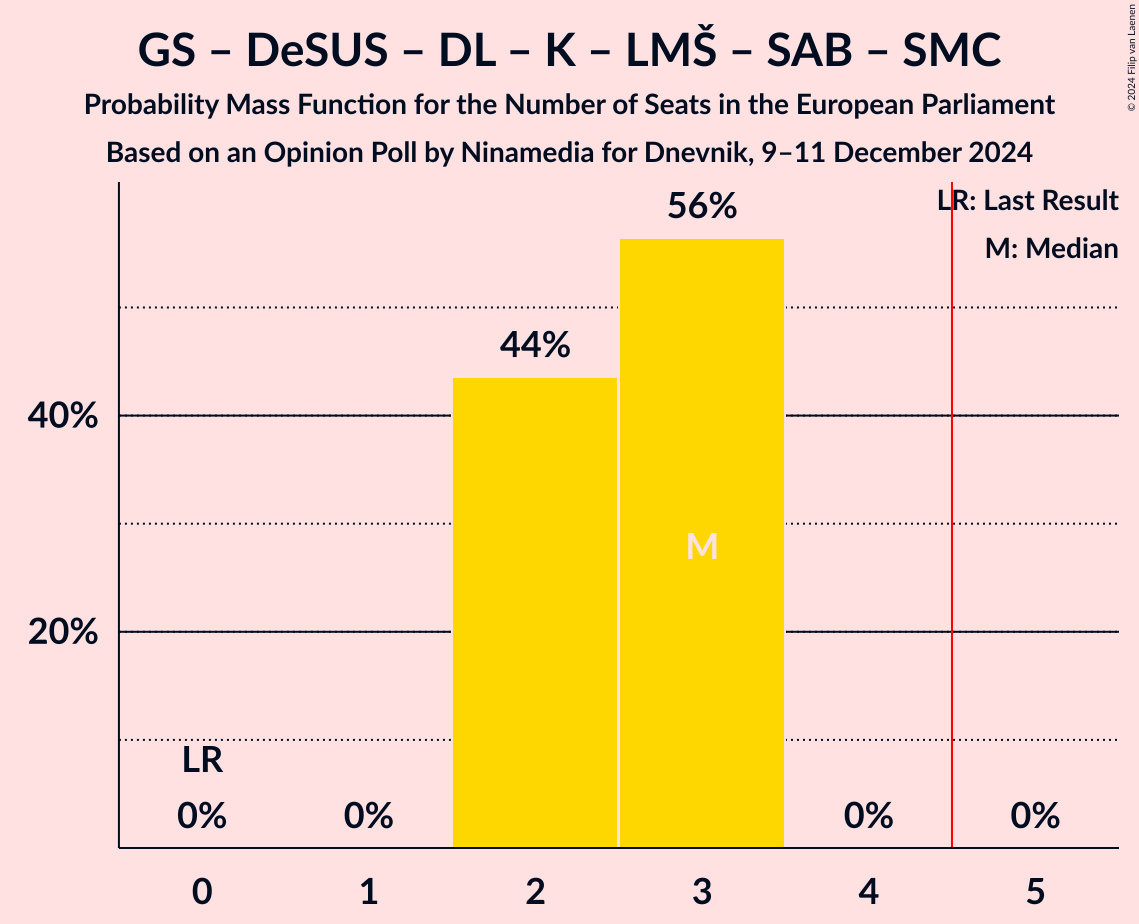 GS – DeSUS – DL – K – LMŠ – SAB – SMC
Probability Mass Function for the Number of Seats in the European Parliament
Based on an Opinion Poll by Ninamedia for Dnevnik, 9–11 December 2024
© 2024 Filip van Laenen
LR: Last Result
M: Median
56%
44%
40%
M
20%
LR
0% 0% 0% 0%
0 1 2 3 4 5